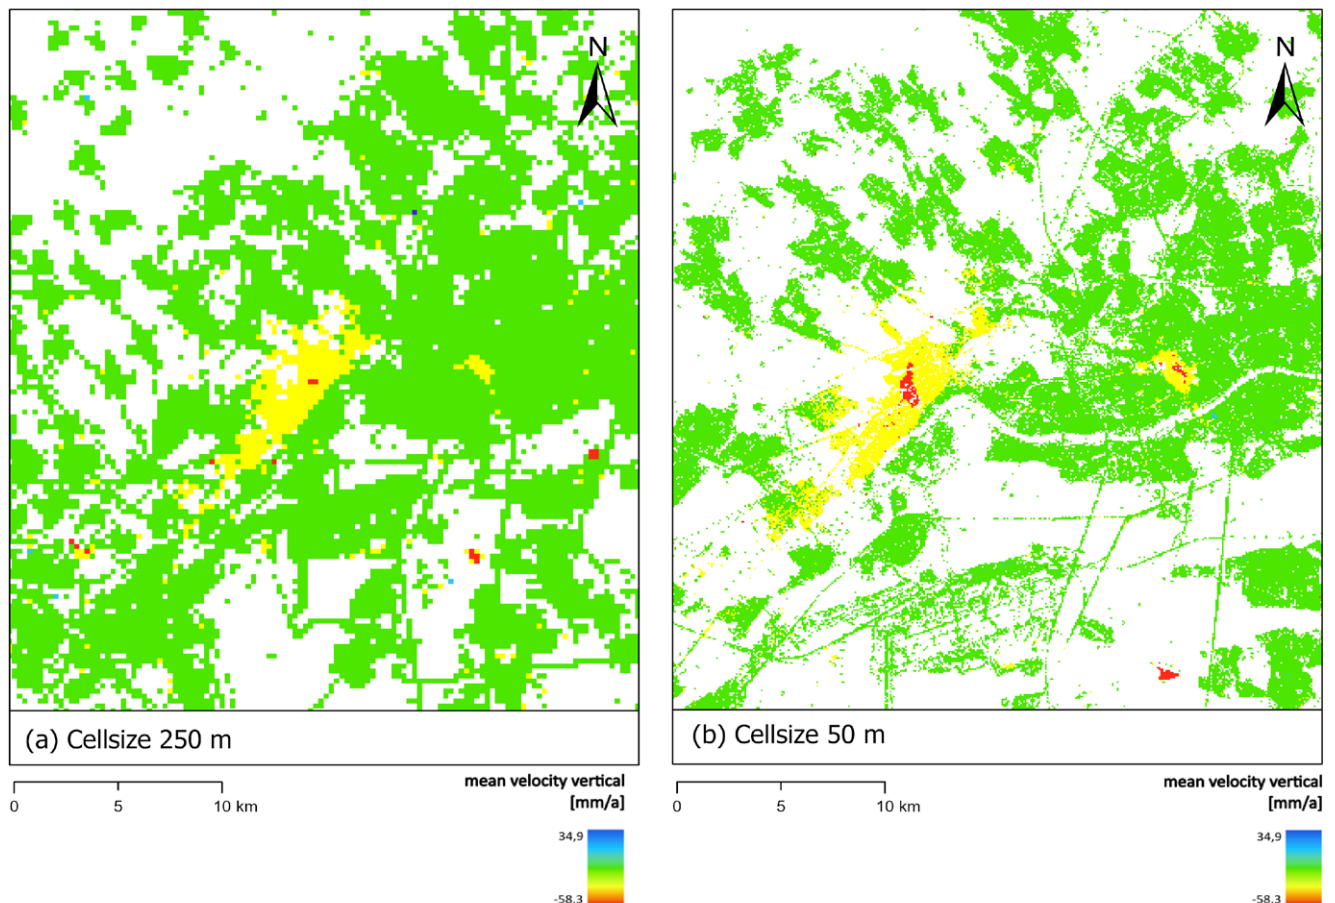 N
N
(a) Cellsize 250 m
(b) Cellsize 50 m
0 5 10 km
mean velocity vertical
[mm/a]
34,9
-58.3
0 5 10 km
mean velocity vertical
[mm/a]
34,9
-58.3